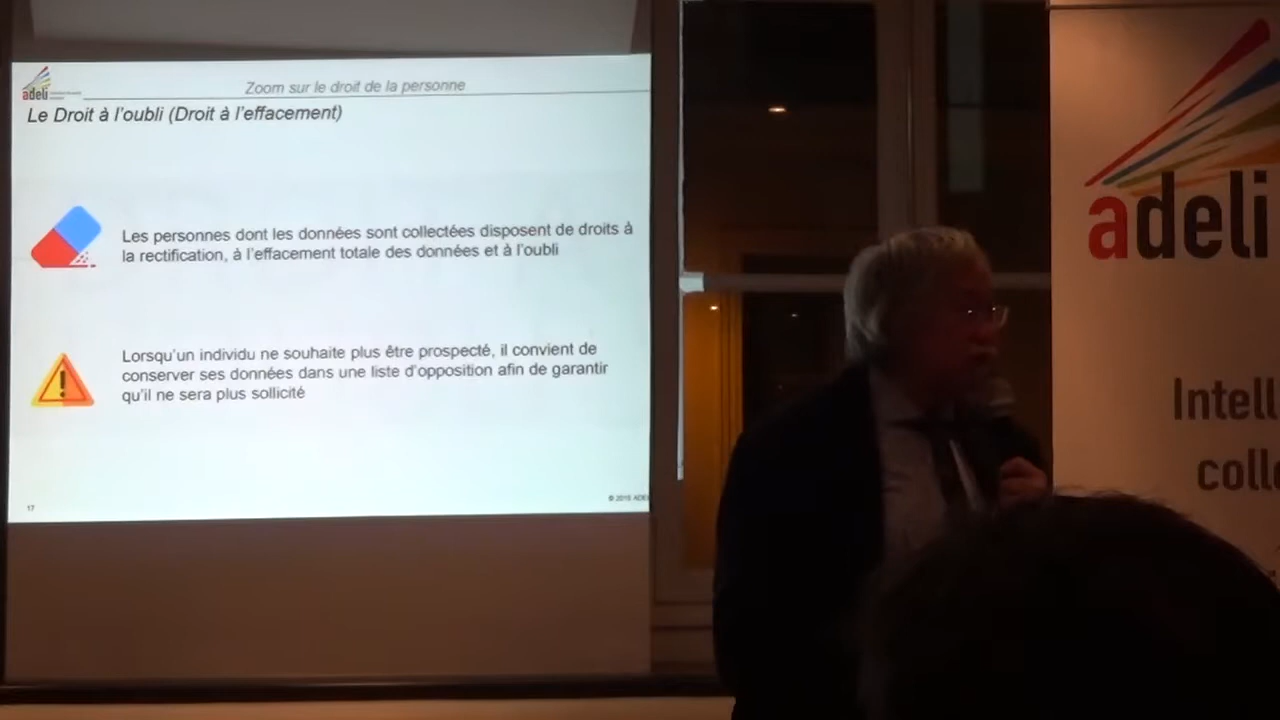 adeli
Zoom sur le droit de la personne
Le Droit à l'oubli (Droit à l'effacement)
Les personnes dont les données sont collectées disposent de droits à
la rectification, à l'effacement totale des données et à l'oubli
Lorsqu'un individu ne souhaite plus être prospecté, il convient de
conserver ses données dans une liste d'opposition afin de garantir
qu'il ne sera plus sollicité
17
adeli
Intell
colle